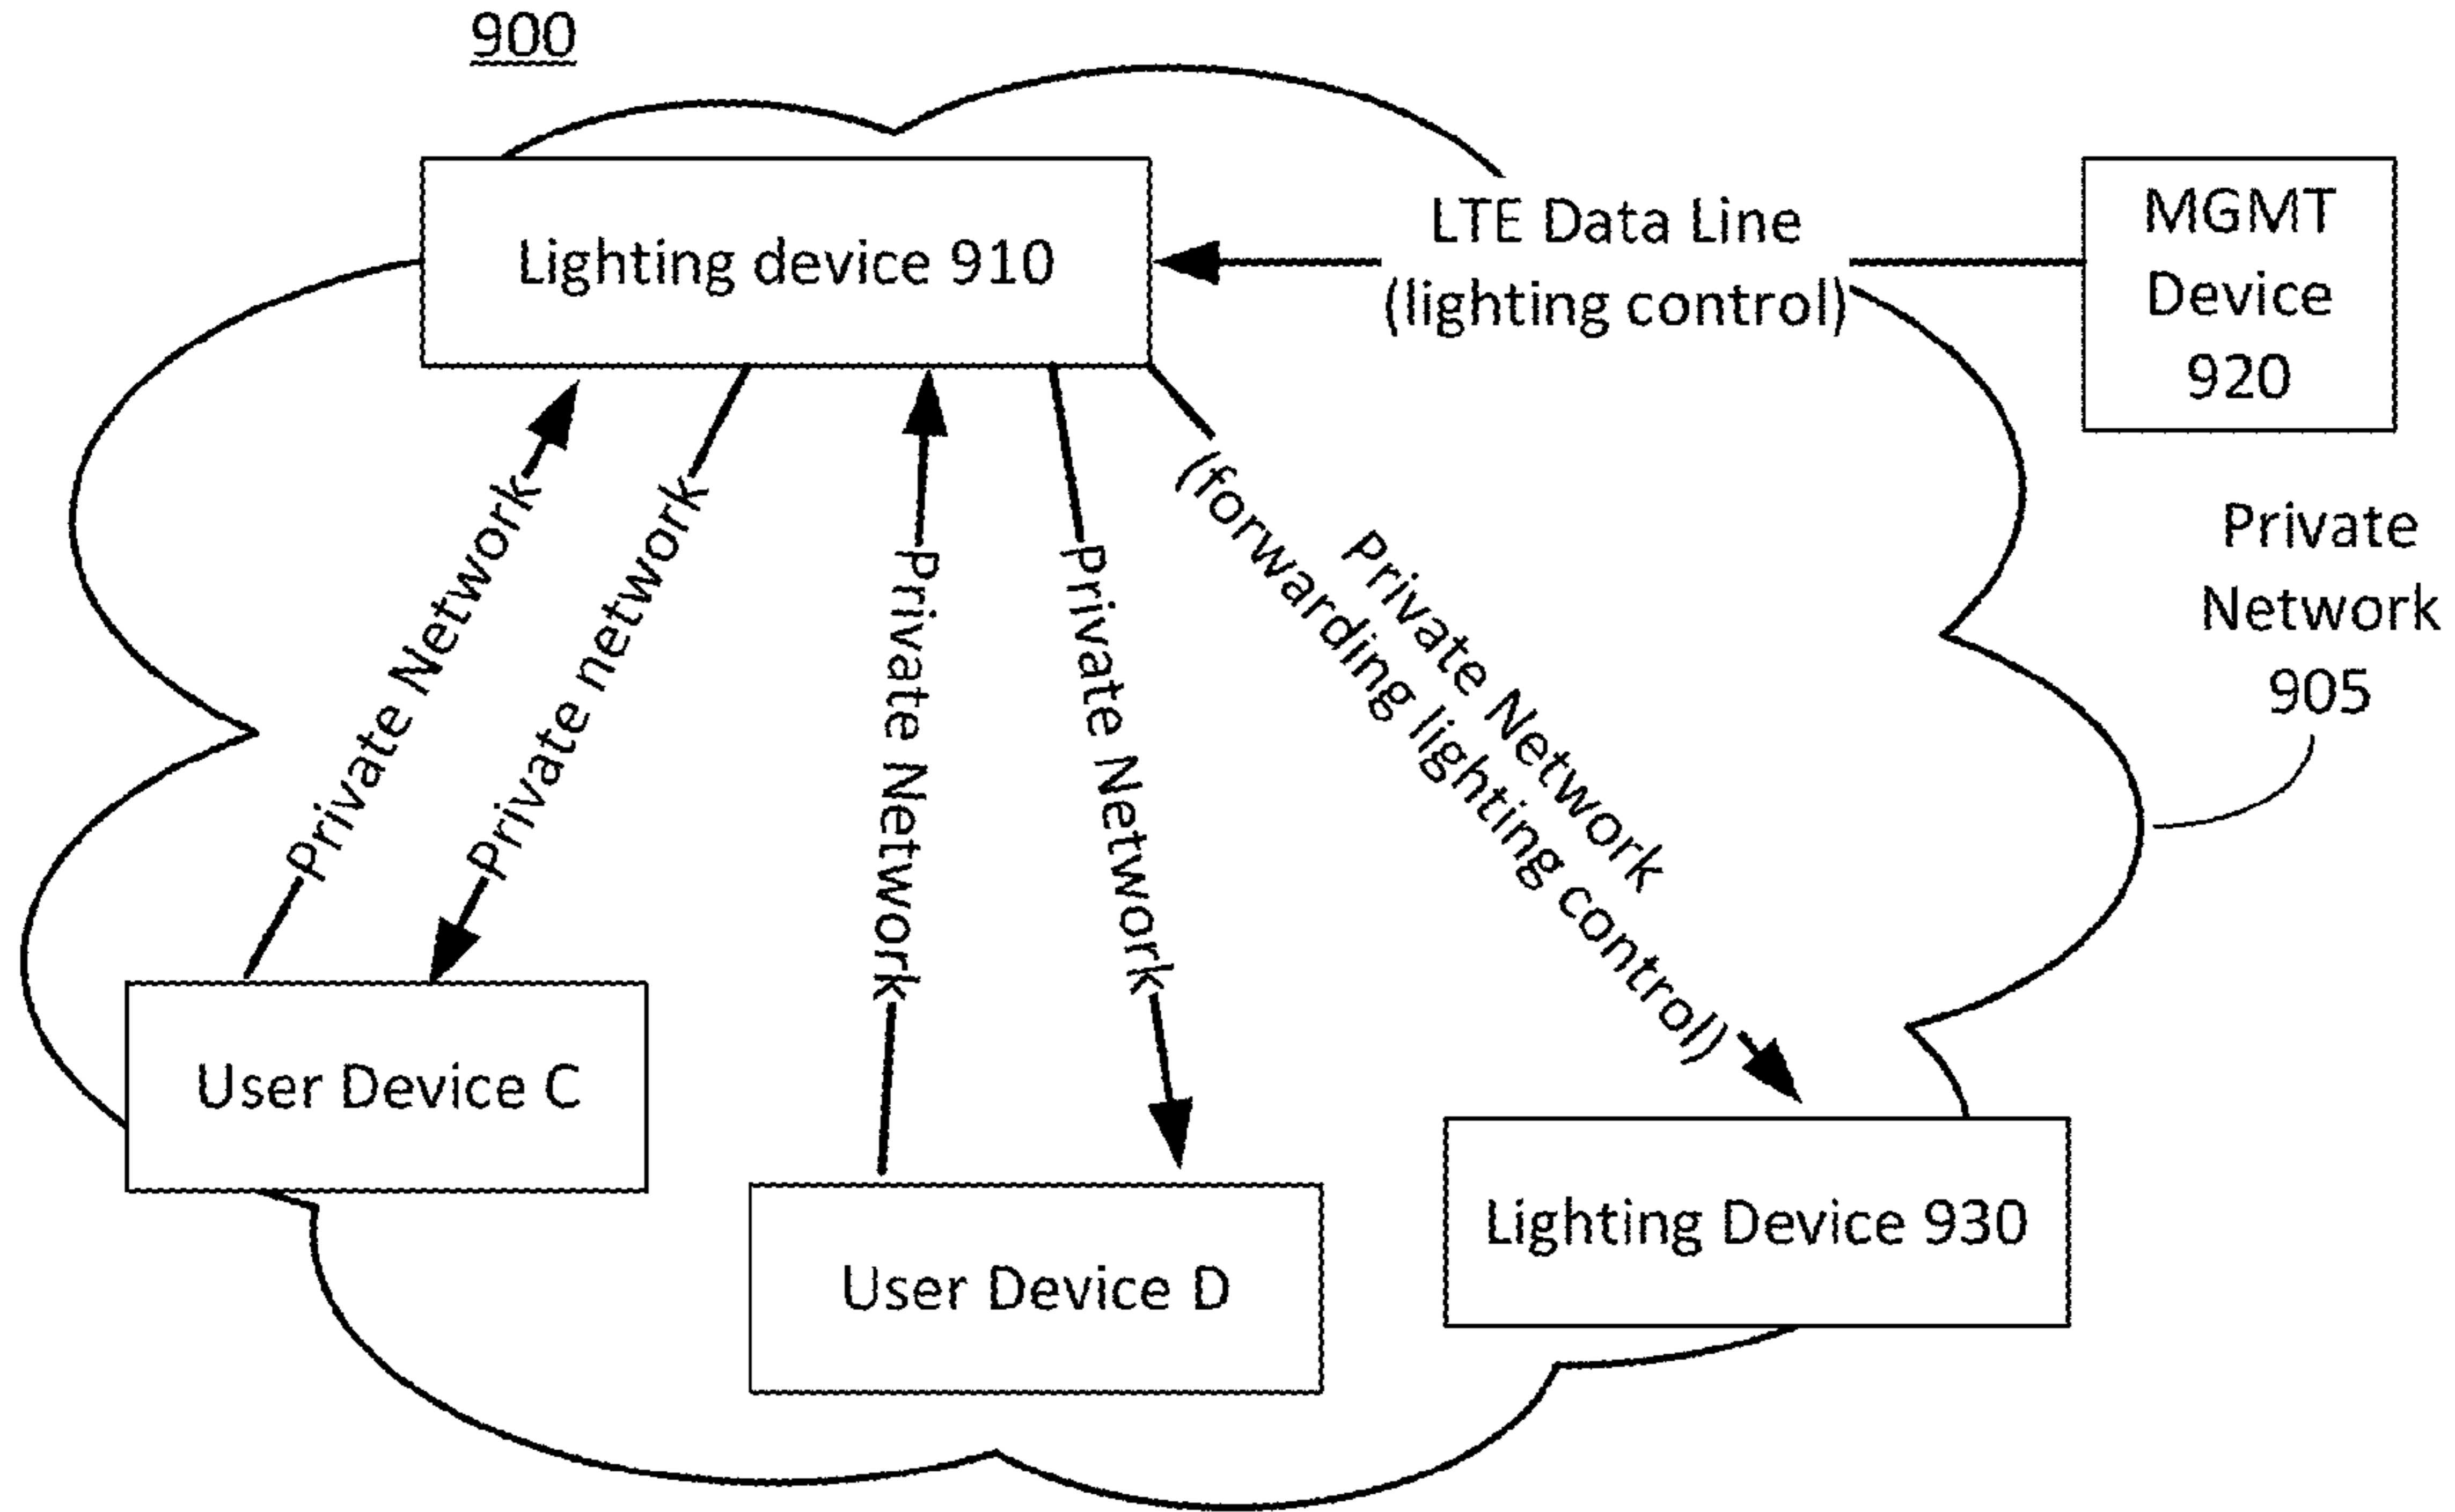 900
Lighting device 910
LTE Data Line
(lighting control)
MGMT
Device
920
Private
Network
905
Private Network
Private network
Private Network
Private Network
Private Network
(forwarding lighting control)
User Device C
User Device D
Lighting Device 930